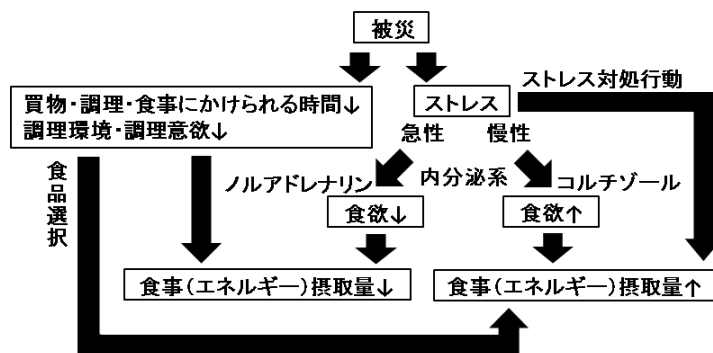 被災
買物・調理・食事にかけられる時間↓
調理環境・調理意欲↓
ストレス
ストレス対処行動
急性
慢性
食品選択
ノルアドレナリン
内分泌系
コルチゾール
食欲↓
食欲↑
食事(エネルギー)摂取量↓
食事(エネルギー)摂取量↑